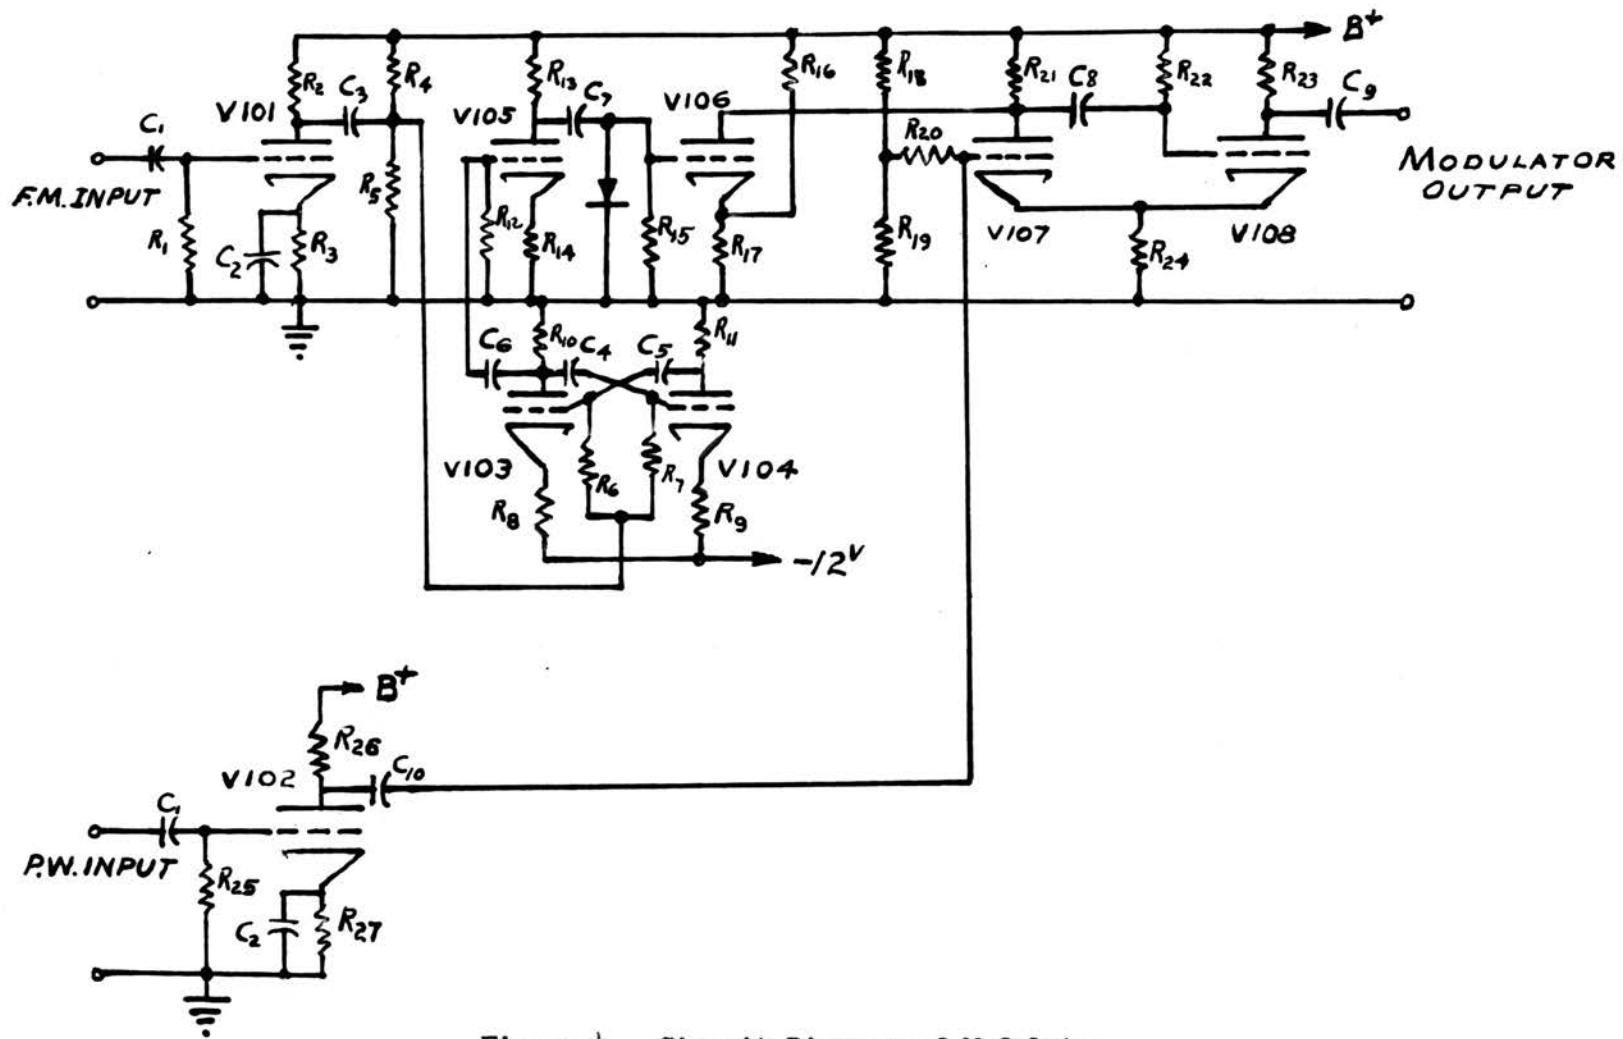 B+
R2
C3
R4
R13
C7
R16
R18
R21
C8
R22
R23
C9
V101
V105
V106
C1
R20
F.M. INPUT
MODULATOR
OUTPUT
R5
R1
C2
R3
R12
R14
R15
R17
R19
V107
V108
R24
C6
R10
C4
C5
R11
V103
V104
R6
R7
R8
R9
-12V
B+
R26
V102
C10
C1
P.W. INPUT
R25
C2
R27